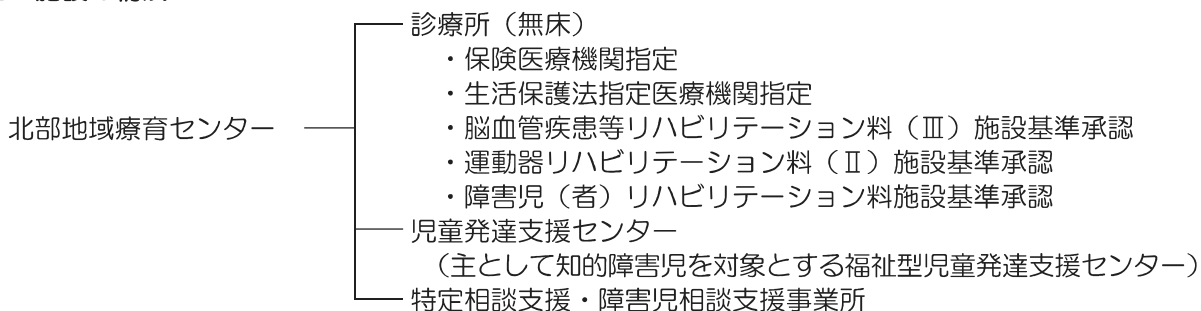 診療所（無床）
・保険医療機関指定
・生活保護法指定医療機関指定
北部地域療育センター
・脳血管疾患等リハビリテーション料（Ⅲ）施設基準承認
・運動器リハビリテーション料（Ⅱ）施設基準承認
・障害児（者）リハビリテーション料施設基準承認
児童発達支援センター
（主として知的障害児を対象とする福祉型児童発達支援センター）
特定相談支援・障害児相談支援事業所